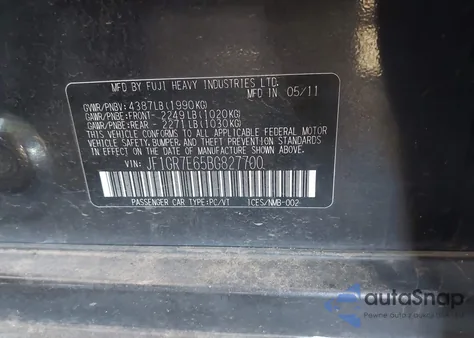 MFD BY FUJI HEAVY INDUSTRIES LTD.
MFD IN 05/11
GVWR/PNBV: 4387LB(1990KG)
GAWR/PNBE:FRONT- 2249LB(1020KG)
GAWR/PNBE:REAR - 2271LB(1030KG)
THIS VEHICLE CONFORMS TO ALL APPLICABLE FEDERAL MOTOR
VEHICLE SAFETY, BUMPER, AND THEFT PREVENTION STANDARDS
IN EFFECT ON THE DATE OF MANUFACTURE SHOWN ABOVE.
VIN: JF1GR7E65BG827700
PASSENGER CAR TYPE:PC/VT ICES/NMB-002
autoSnap
Pewne auta z aukcji